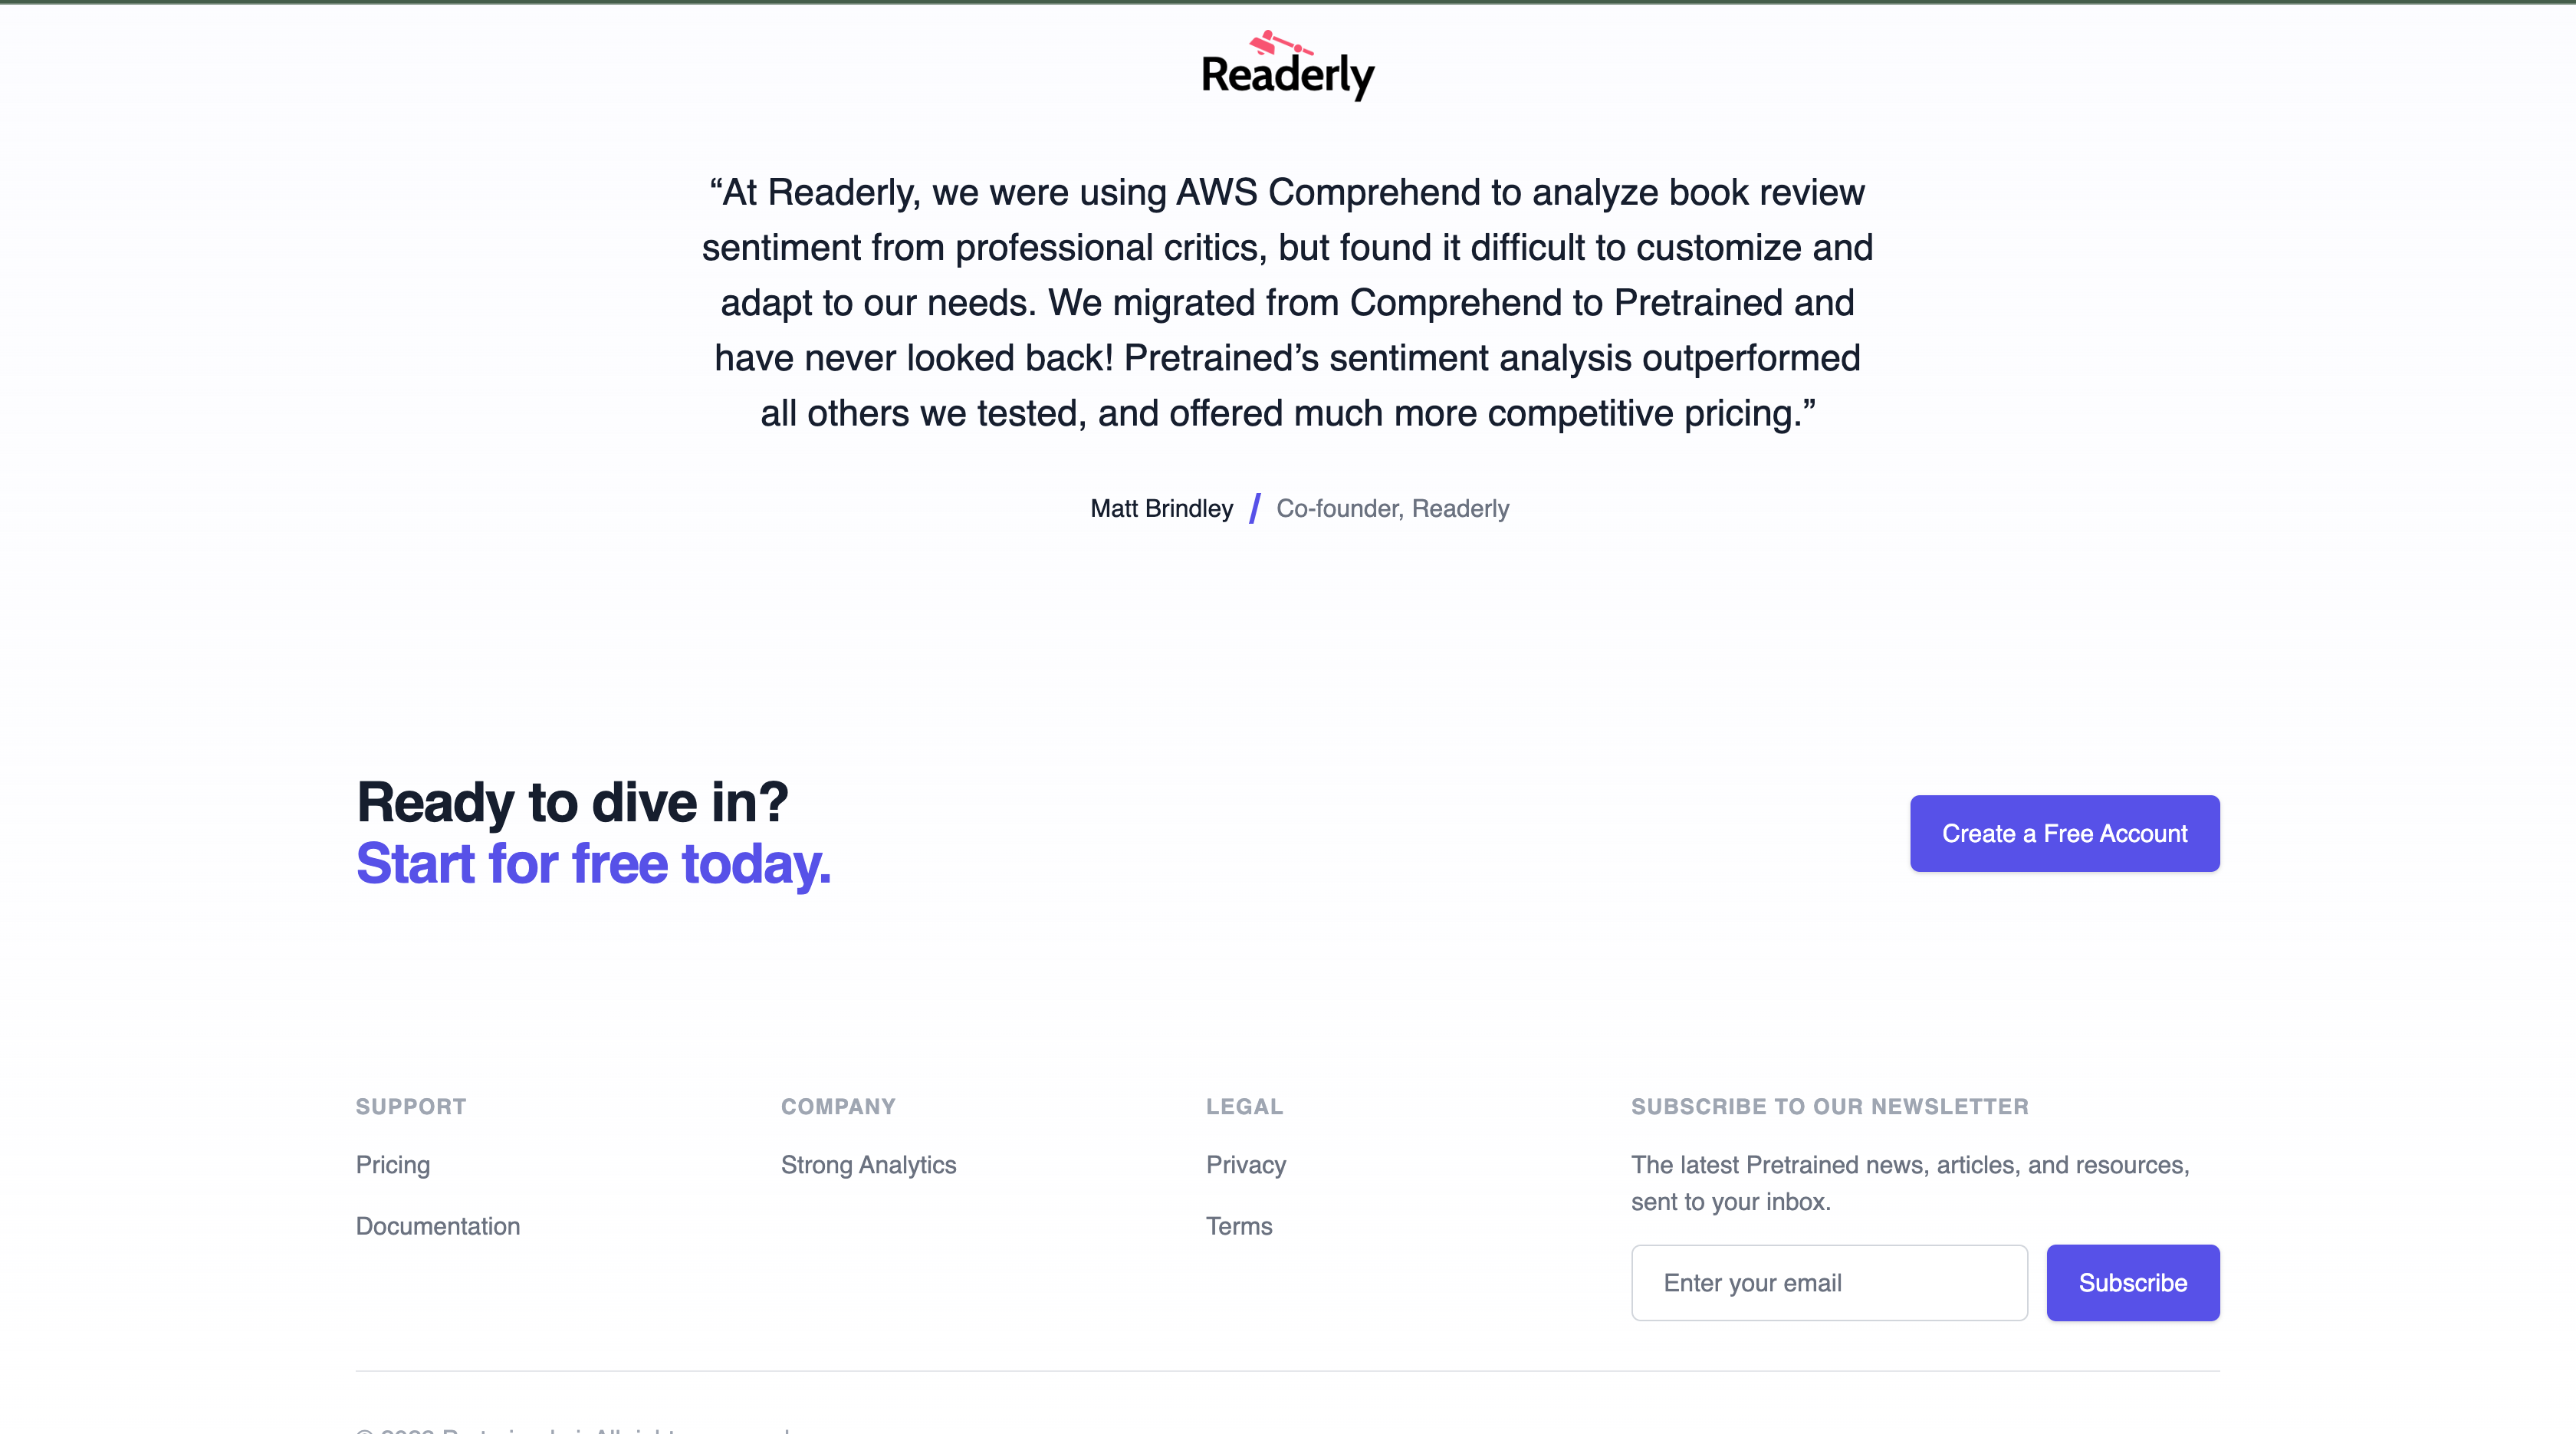 Readerly
“At Readerly, we were using AWS Comprehend to analyze book review
sentiment from professional critics, but found it difficult to customize and
adapt to our needs. We migrated from Comprehend to Pretrained and
have never looked back! Pretrained’s sentiment analysis outperformed
all others we tested, and offered much more competitive pricing.”
Matt Brindley / Co-founder, Readerly
Ready to dive in?
Start for free today.
Create a Free Account
SUPPORT
Pricing
Documentation
COMPANY
Strong Analytics
LEGAL
Privacy
Terms
SUBSCRIBE TO OUR NEWSLETTER
The latest Pretrained news, articles, and resources,
sent to your inbox.
Enter your email
Subscribe